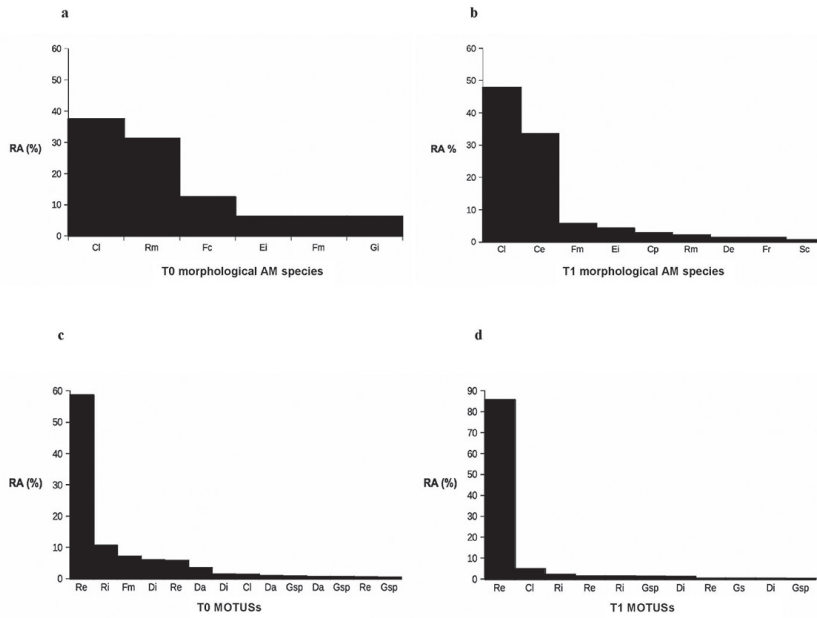 a
60
50
40
RA (%)
30
20
10
0
Cl Rm Fc Ei Fm Gi
T0 morphological AM species
b
60
50
40
RA %
30
20
10
0
Cl Ce Fm Ei Cp Rm De Fr Sc
T1 morphological AM species
c
60
50
40
RA (%)
30
20
10
0
Re Ri Fm Di Re Da Di Cl Da Gsp Da Gsp Re Gsp
T0 MOTUSs
d
90
80
70
60
50
RA (%)
40
30
20
10
0
Re Cl Ri Re Ri Gsp Di Re Gs Di Gsp
T1 MOTUSs